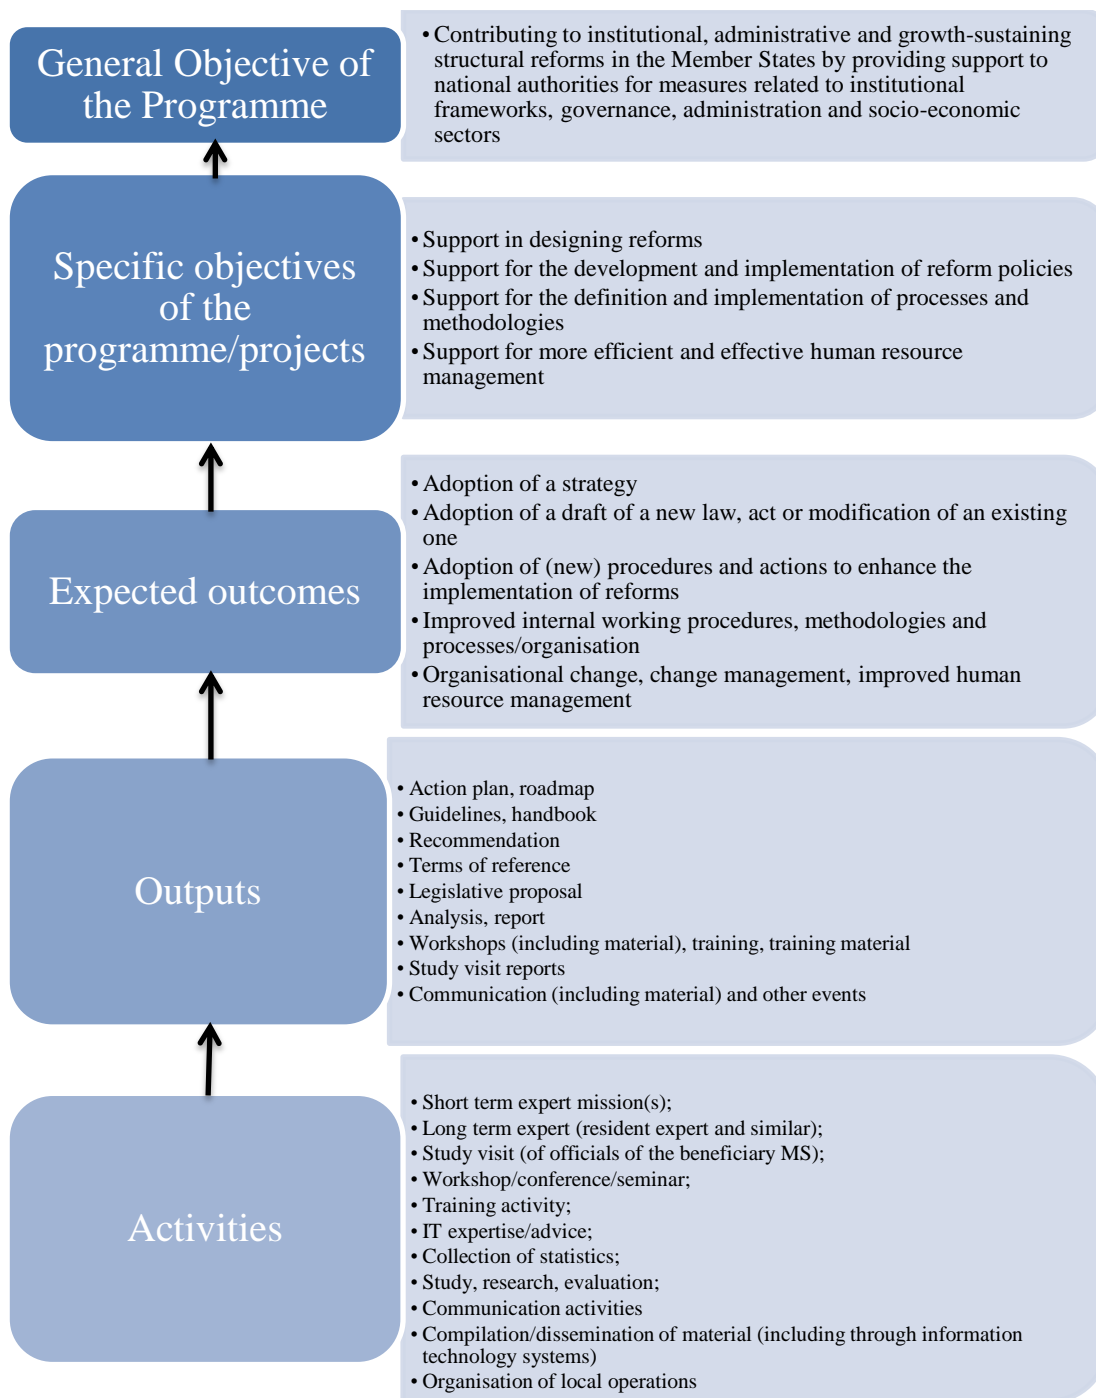 General Objective of
the Programme
• Contributing to institutional, administrative and growth-sustaining
structural reforms in the Member States by providing support to
national authorities for measures related to institutional
frameworks, governance, administration and socio-economic
sectors
Specific objectives
of the
programme/projects
• Support in designing reforms
• Support for the development and implementation of reform policies
• Support for the definition and implementation of processes and
methodologies
• Support for more efficient and effective human resource
management
Expected outcomes
• Adoption of a strategy
• Adoption of a draft of a new law, act or modification of an existing
one
• Adoption of (new) procedures and actions to enhance the
implementation of reforms
• Improved internal working procedures, methodologies and
processes/organisation
• Organisational change, change management, improved human
resource management
Outputs
• Action plan, roadmap
• Guidelines, handbook
• Recommendation
• Terms of reference
• Legislative proposal
• Analysis, report
• Workshops (including material), training, training material
• Study visit reports
• Communication (including material) and other events
Activities
• Short term expert mission(s);
• Long term expert (resident expert and similar);
• Study visit (of officials of the beneficiary MS);
• Workshop/conference/seminar;
• Training activity;
• IT expertise/advice;
• Collection of statistics;
• Study, research, evaluation;
• Communication activities
• Compilation/dissemination of material (including through information
technology systems)
• Organisation of local operations